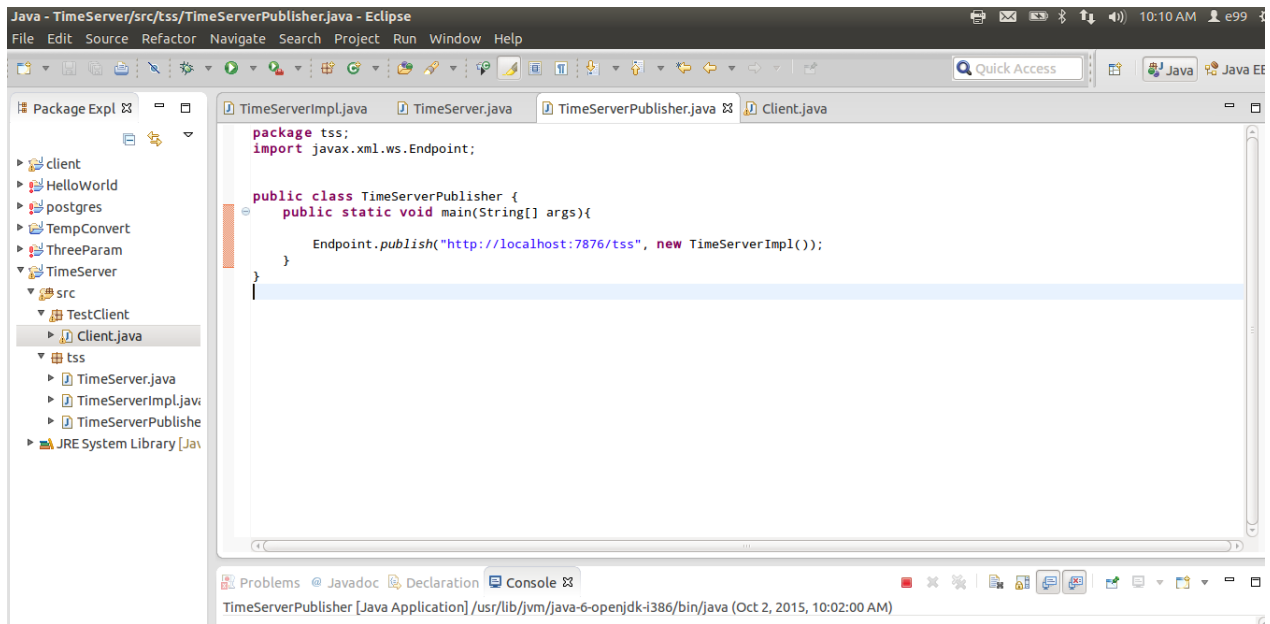 Java - TimeServer/src/tss/TimeServerPublisher.java - Eclipse
10:10 AM e99
File Edit Source Refactor Navigate Search Project Run Window Help
Quick Access
Java
Java EE
Package Expl
TimeServerImpl.java
TimeServer.java
TimeServerPublisher.java
Client.java
client
HelloWorld
postgres
TempConvert
ThreeParam
TimeServer
src
TestClient
Client.java
tss
TimeServer.java
TimeServerImpl.java
TimeServerPublishe
JRE System Library [Jav
package tss;
import javax.xml.ws.Endpoint;
public class TimeServerPublisher {
public static void main(String[] args){
Endpoint.publish("http://localhost:7876/tss", new TimeServerImpl());
}
}
Problems @ Javadoc Declaration Console
TimeServerPublisher [Java Application] /usr/lib/jvm/java-6-openjdk-i386/bin/java (Oct 2, 2015, 10:02:00 AM)